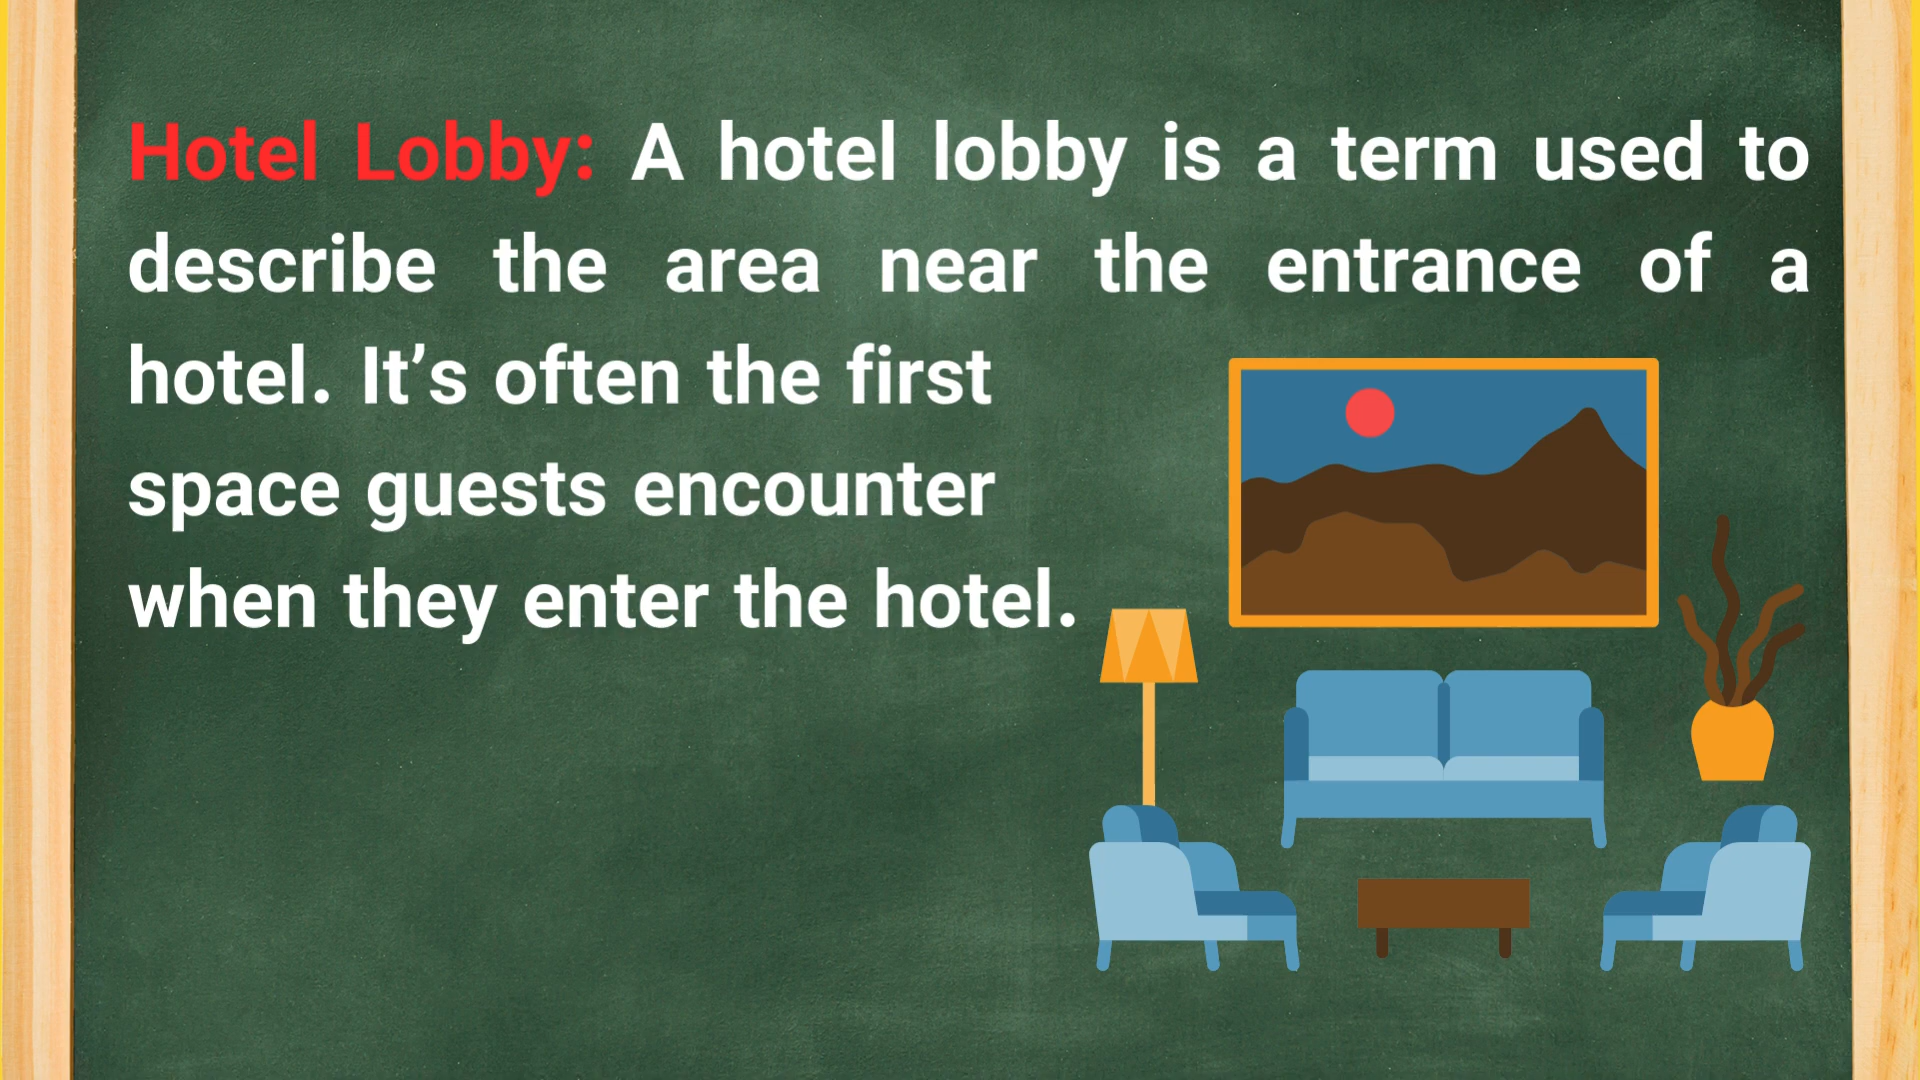 Hotel Lobby: A hotel lobby is a term used to
describe the area near the entrance of a
hotel. It’s often the first
space guests encounter
when they enter the hotel.